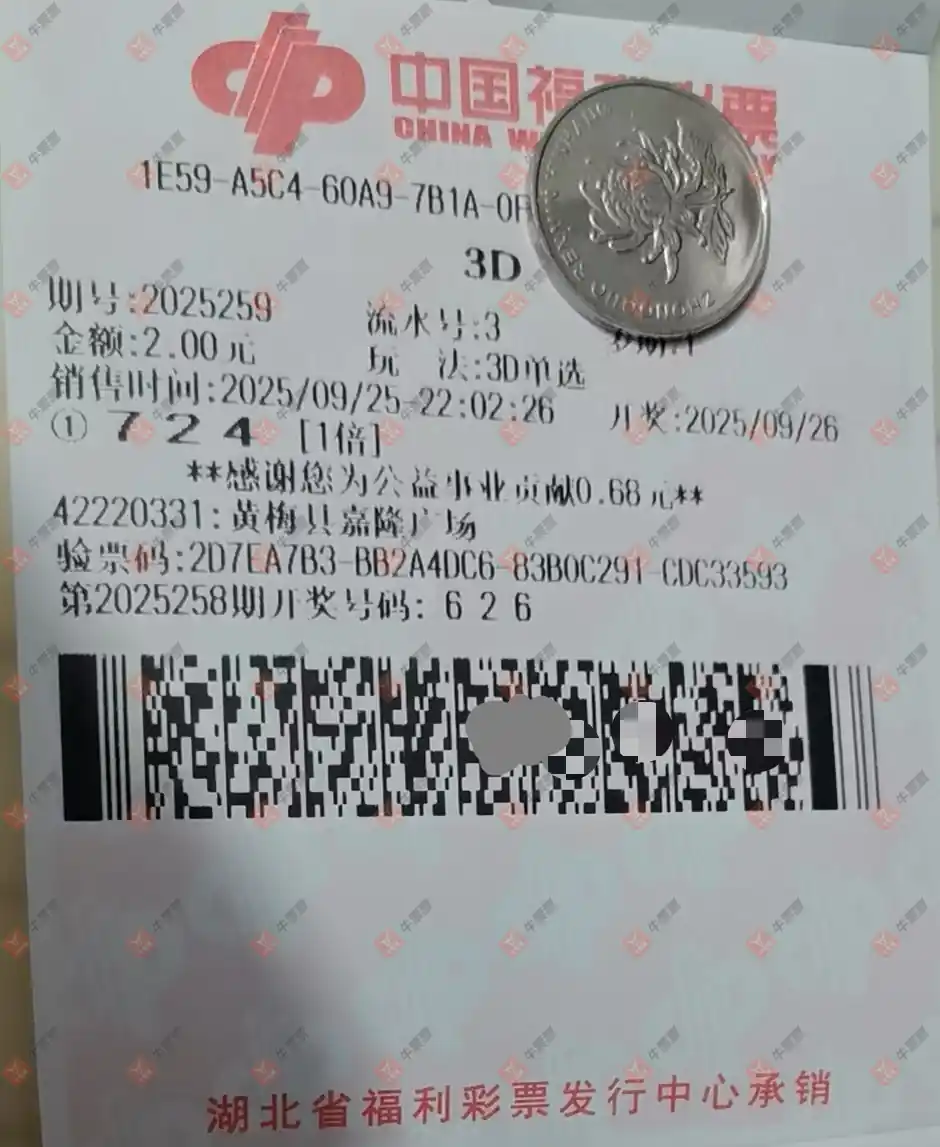 中国福利彩票
CHINA W
1E59-A5C4-60A9-7B1A-0F
3D
期号:2025259 流水号:3
金额:2.00元 玩 法:3D单选 多期:1
销售时间:2025/09/25-22:02:26 开奖:2025/09/26
① 7 2 4 [1倍]
**感谢您为公益事业贡献0.68元**
42220331:黄梅县嘉隆广场
验票码:2D7EA7B3-BB2A4DC6-83B0C291-CDC33593
第2025258期开奖号码: 6 2 6
湖北省福利彩票发行中心承销